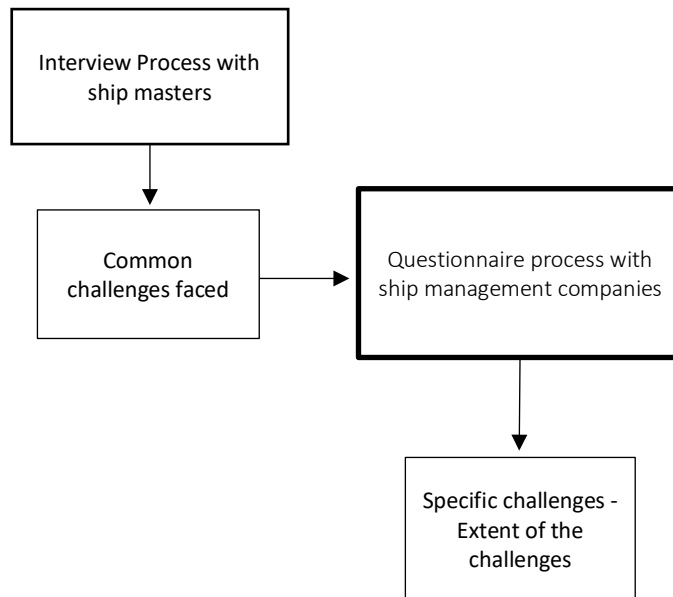 Interview Process with
ship masters
Common
challenges faced
Questionnaire process with
ship management companies
Specific challenges -
Extent of the
challenges